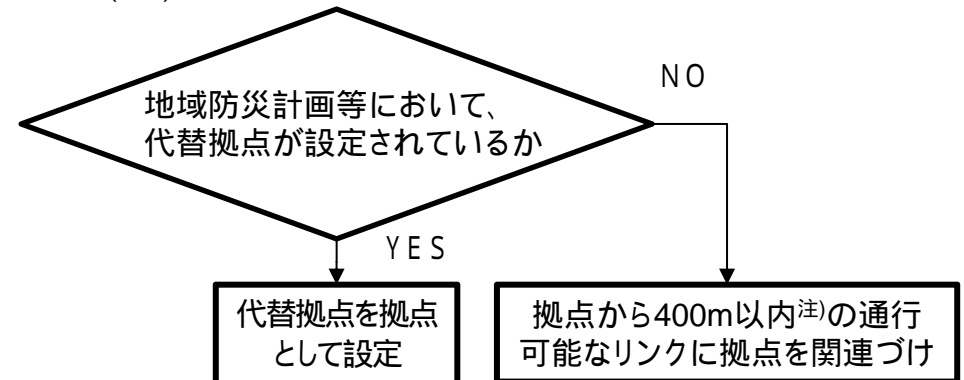 地域防災計画等において、
代替拠点が設定されているか
NO
YES
代替拠点を拠点
として設定
拠点から400m以内注)の通行
可能なリンクに拠点を関連づけ